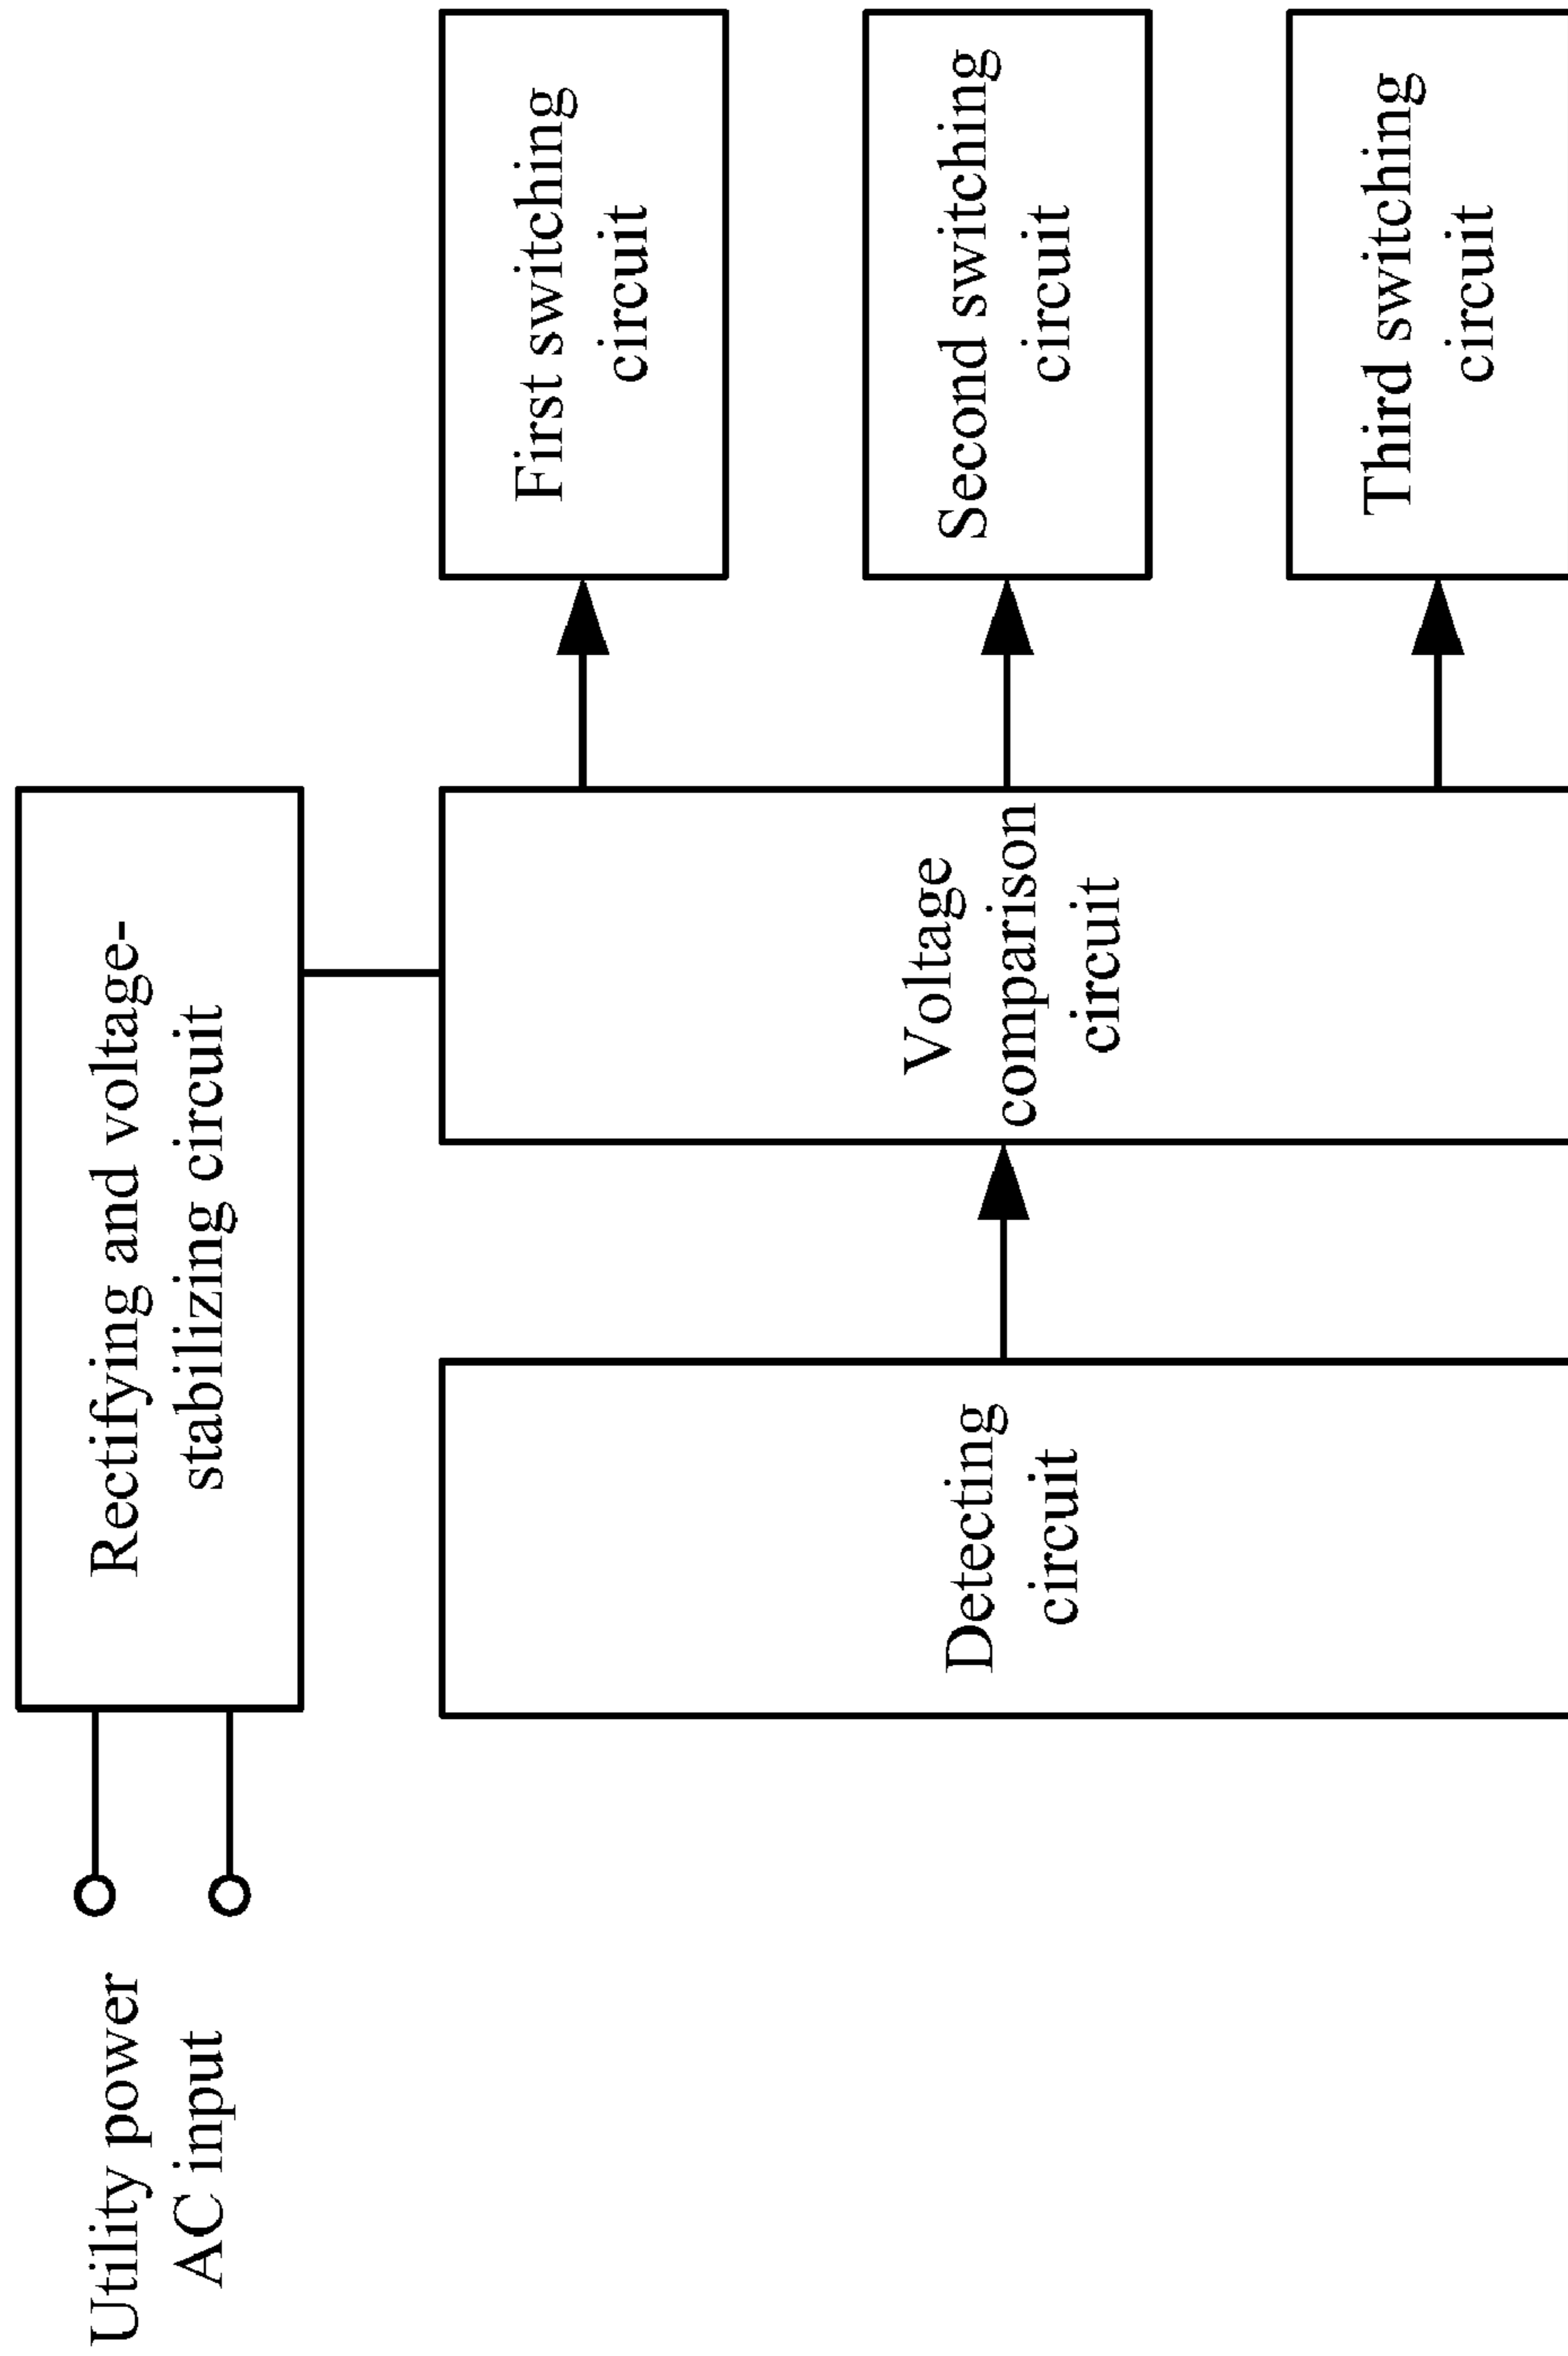 Utility power
AC input
Rectifying and voltage-
stabilizing circuit
Detecting
circuit
Voltage
comparison
circuit
First switching
circuit
Second switching
circuit
Third switching
circuit